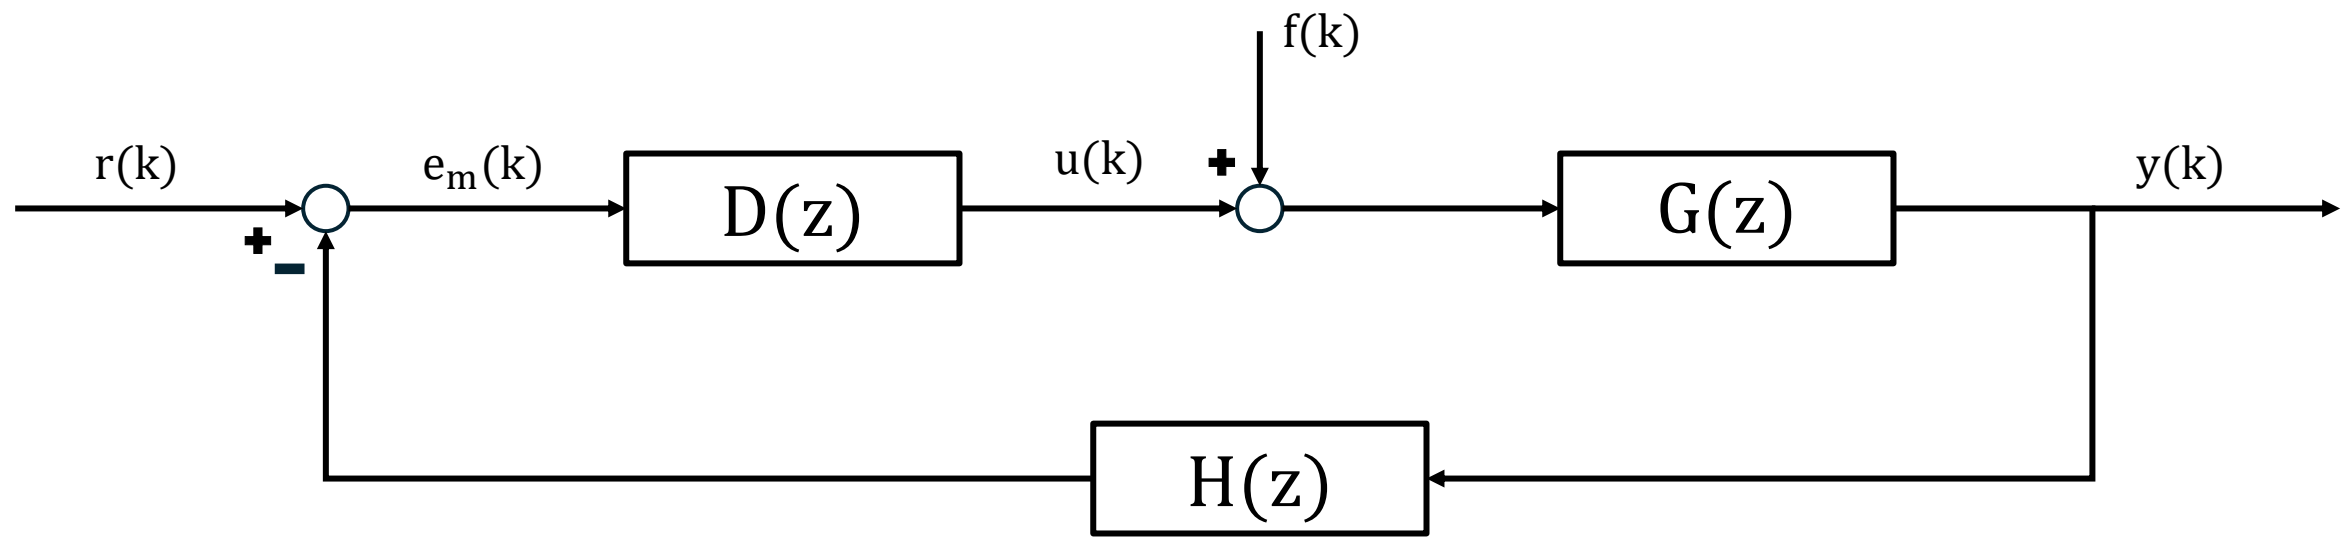 f(k)
r(k)
e_m(k)
u(k)
y(k)
+
+
−
D(z)
G(z)
H(z)